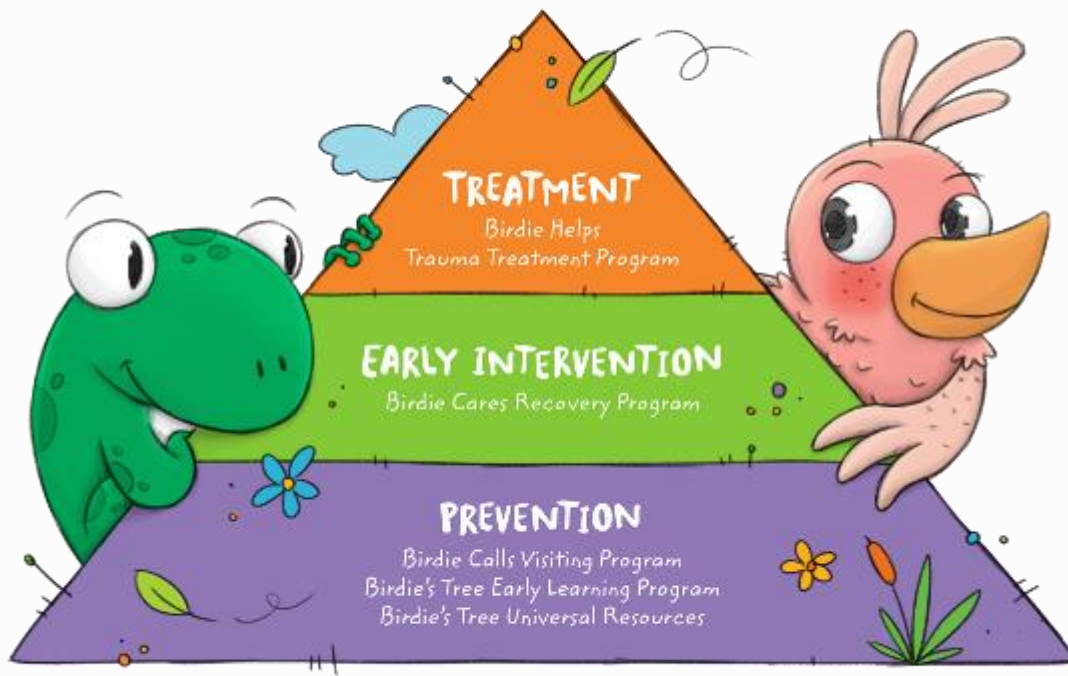 TREATMENT
Birdie Helps
Trauma Treatment Program
EARLY INTERVENTION
Birdie Cares Recovery Program
PREVENTION
Birdie Calls Visiting Program
Birdie's Tree Early Learning Program
Birdie's Tree Universal Resources